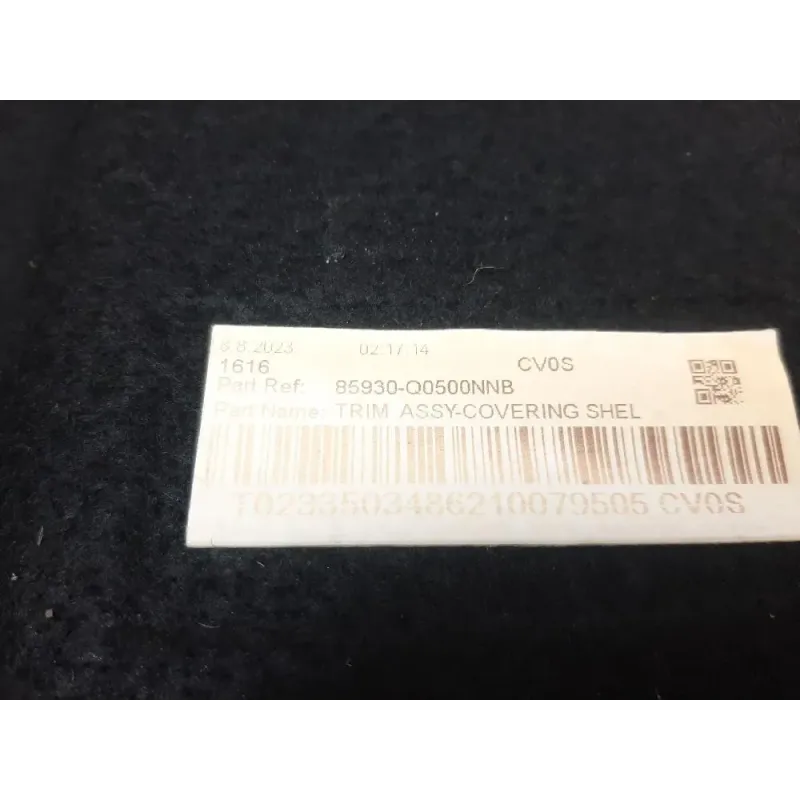 8.8.2023 02:17:14
1616 CV0S
Part Ref: 85930-Q0500NNB
Part Name: TRIM ASSY-COVERING SHEL
T0233503486210079505 CV0S